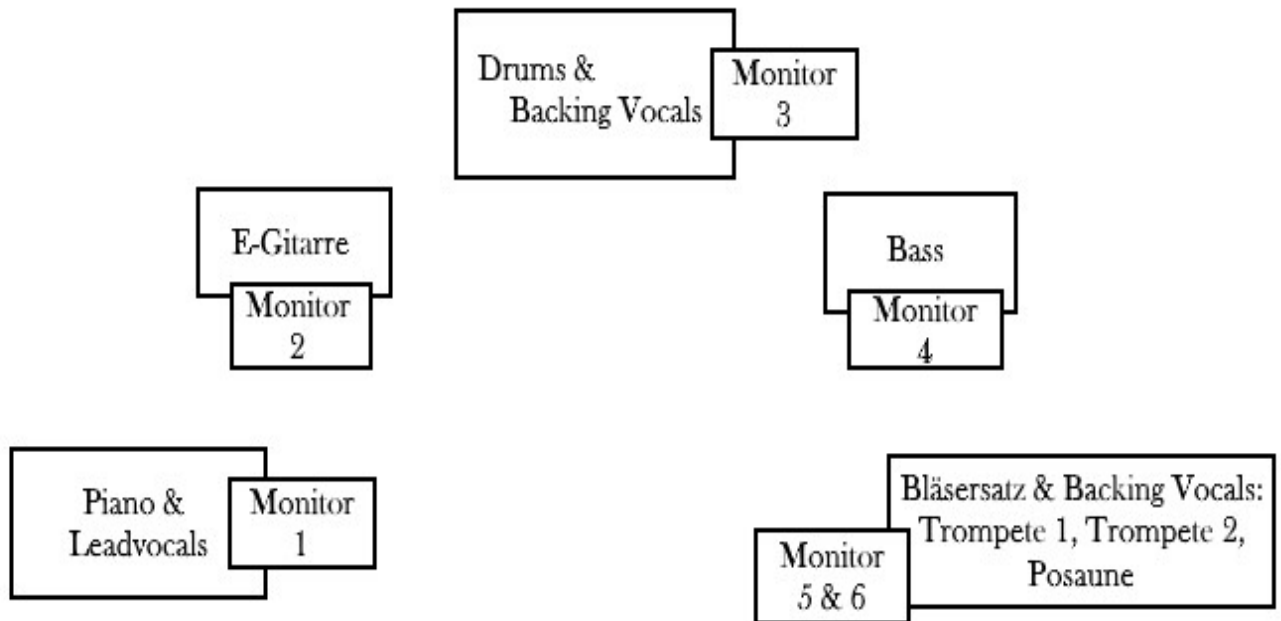 Drums &
Backing Vocals
Monitor
3
E-Gitarre
Monitor
2
Bass
Monitor
4
Piano &
Leadvocals
Monitor
1
Bläsersatz & Backing Vocals:
Trompete 1, Trompete 2,
Posaune
Monitor
5 & 6